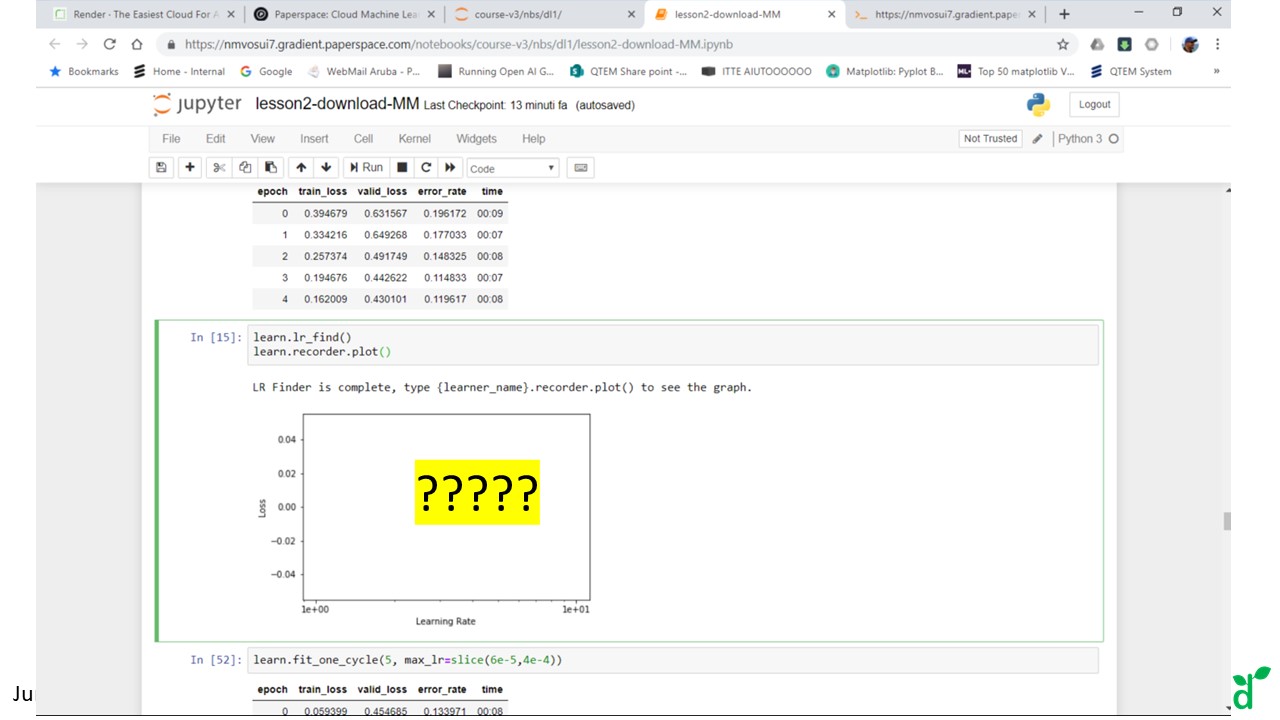 Render - The Easiest Cloud For A
Paperspace: Cloud Machine Lea
course-v3/nbs/dl1/
lesson2-download-MM
https://nmvosui7.gradient.pape
https://nmvosui7.gradient.paperspace.com/notebooks/course-v3/nbs/dl1/lesson2-download-MM.ipynb
Bookmarks Home - Internal Google WebMail Aruba - P... Running Open AI G... QTEM Share point -... ITTE AIUTOOOOOO Matplotlib: Pyplot B... ML+ Top 50 matplotlib V... QTEM System »
jupyter lesson2-download-MM Last Checkpoint: 13 minuti fa (autosaved) Logout
File Edit View Insert Cell Kernel Widgets Help Not Trusted Python 3
Run Code
epoch train_loss valid_loss error_rate time
0 0.394679 0.631567 0.196172 00:09
1 0.334216 0.649268 0.177033 00:07
2 0.257374 0.491749 0.148325 00:08
3 0.194676 0.442622 0.114833 00:07
4 0.162009 0.430101 0.119617 00:08
In [15]: learn.lr_find()
learn.recorder.plot()
LR Finder is complete, type {learner_name}.recorder.plot() to see the graph.
0.04
0.02
0.00
−0.02
−0.04
Loss
?????
1e+00 1e+01
Learning Rate
In [52]: learn.fit_one_cycle(5, max_lr=slice(6e-5,4e-4))
epoch train_loss valid_loss error_rate time
0 0.059399 0.454685 0.133971 00:08
Ju
d